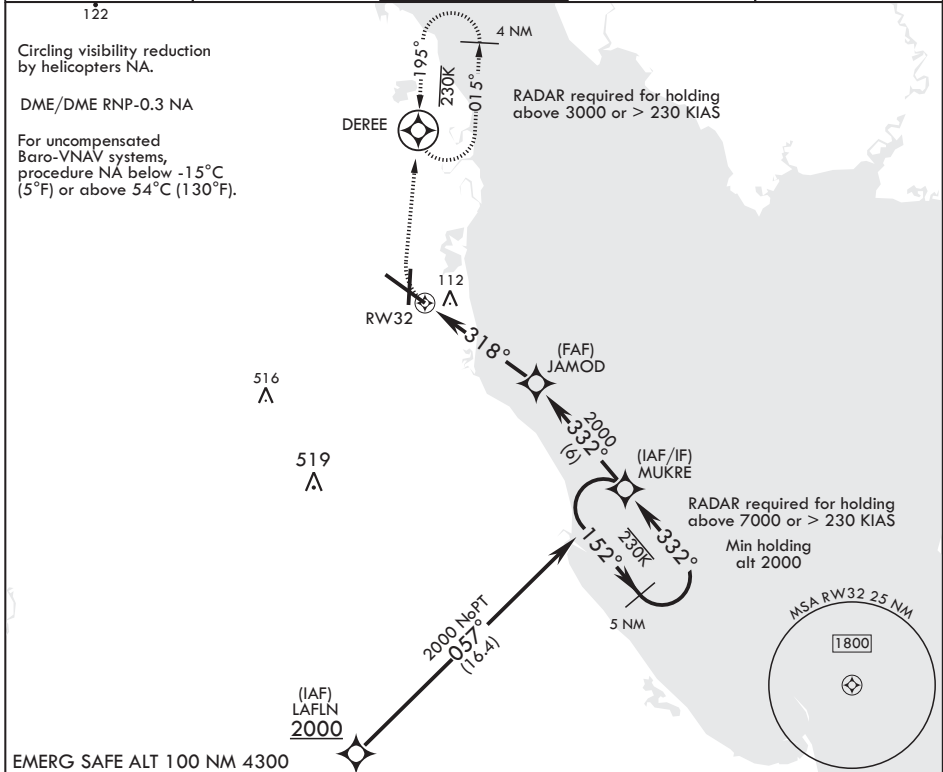 122
Circling visibility reduction
by helicopters NA.
DME/DME RNP-0.3 NA
For uncompensated
Baro-VNAV systems,
procedure NA below -15°C
(5°F) or above 54°C (130°F).
4 NM
195°
230K
015°
DEREE
RADAR required for holding
above 3000 or > 230 KIAS
112
RW32
318°
(FAF)
JAMOD
516
2000
332°
(6)
519
(IAF/IF)
MUKRE
RADAR required for holding
above 7000 or > 230 KIAS
Min holding
alt 2000
152°
230K
332°
5 NM
2000 NoPT
057°
(16.4)
MSA RW32 25 NM
1800
(IAF)
LAFLN
2000
EMERG SAFE ALT 100 NM 4300